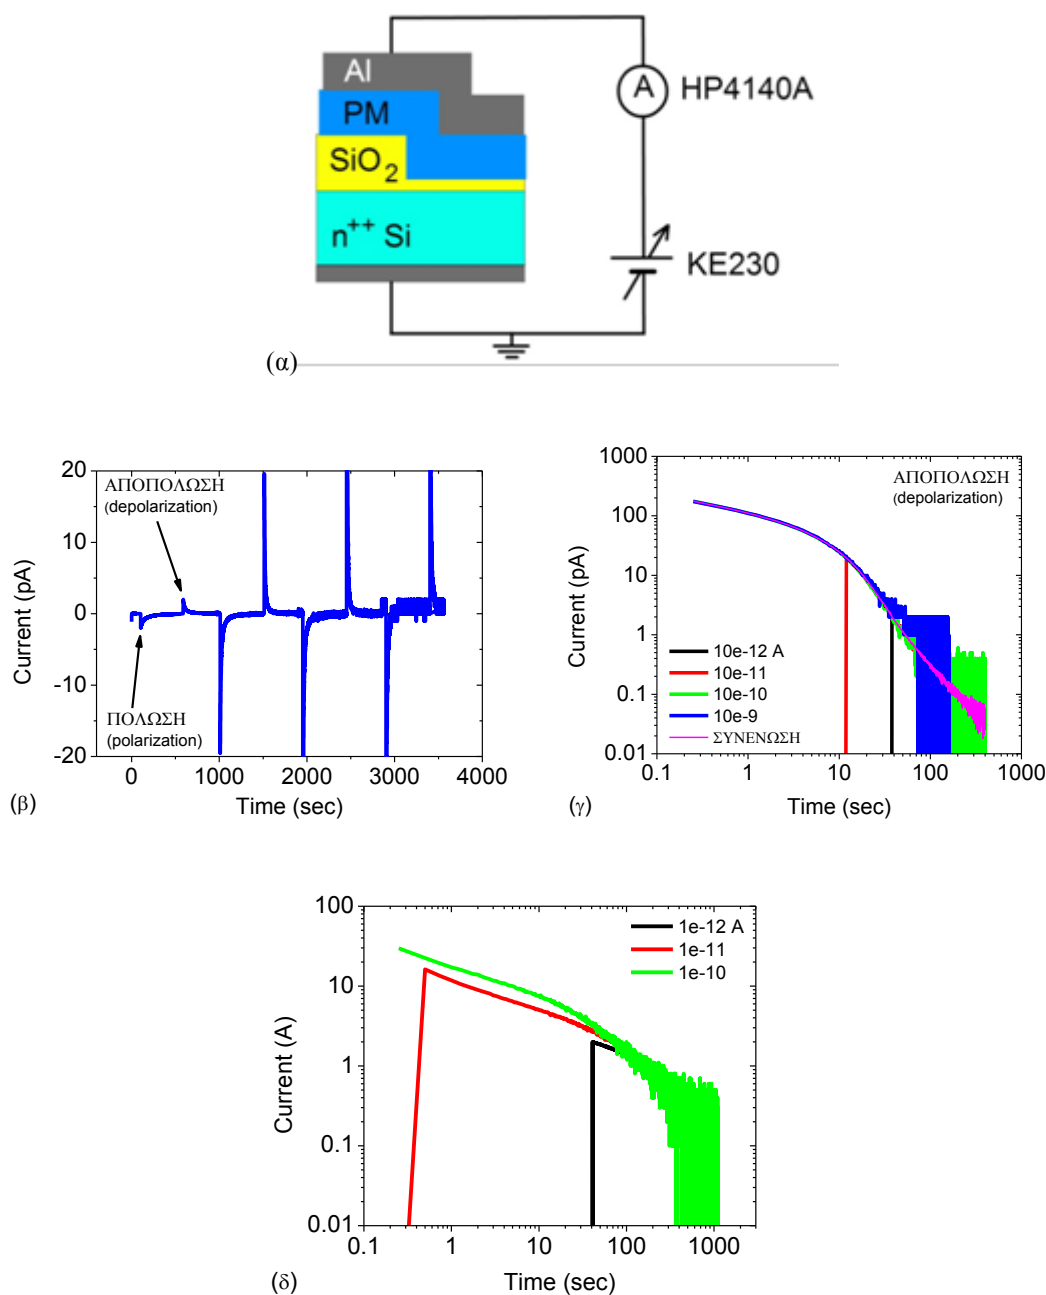 Al
PM
SiO2
n++ Si
A
HP4140A
KE230
(α)
20
10
0
-10
-20
Current (pA)
ΑΠΟΠΟΛΩΣΗ
(depolarization)
ΠΟΛΩΣΗ
(polarization)
0 1000 2000 3000 4000
Time (sec)
(β)
1000
100
10
1
0.1
0.01
Current (pA)
ΑΠΟΠΟΛΩΣΗ
(depolarization)
10e-12 A
10e-11
10e-10
10e-9
ΣΥΝΕΝΩΣΗ
0.1 1 10 100 1000
Time (sec)
(γ)
100
10
1
0.1
0.01
Current (A)
1e-12 A
1e-11
1e-10
0.1 1 10 100 1000
Time (sec)
(δ)